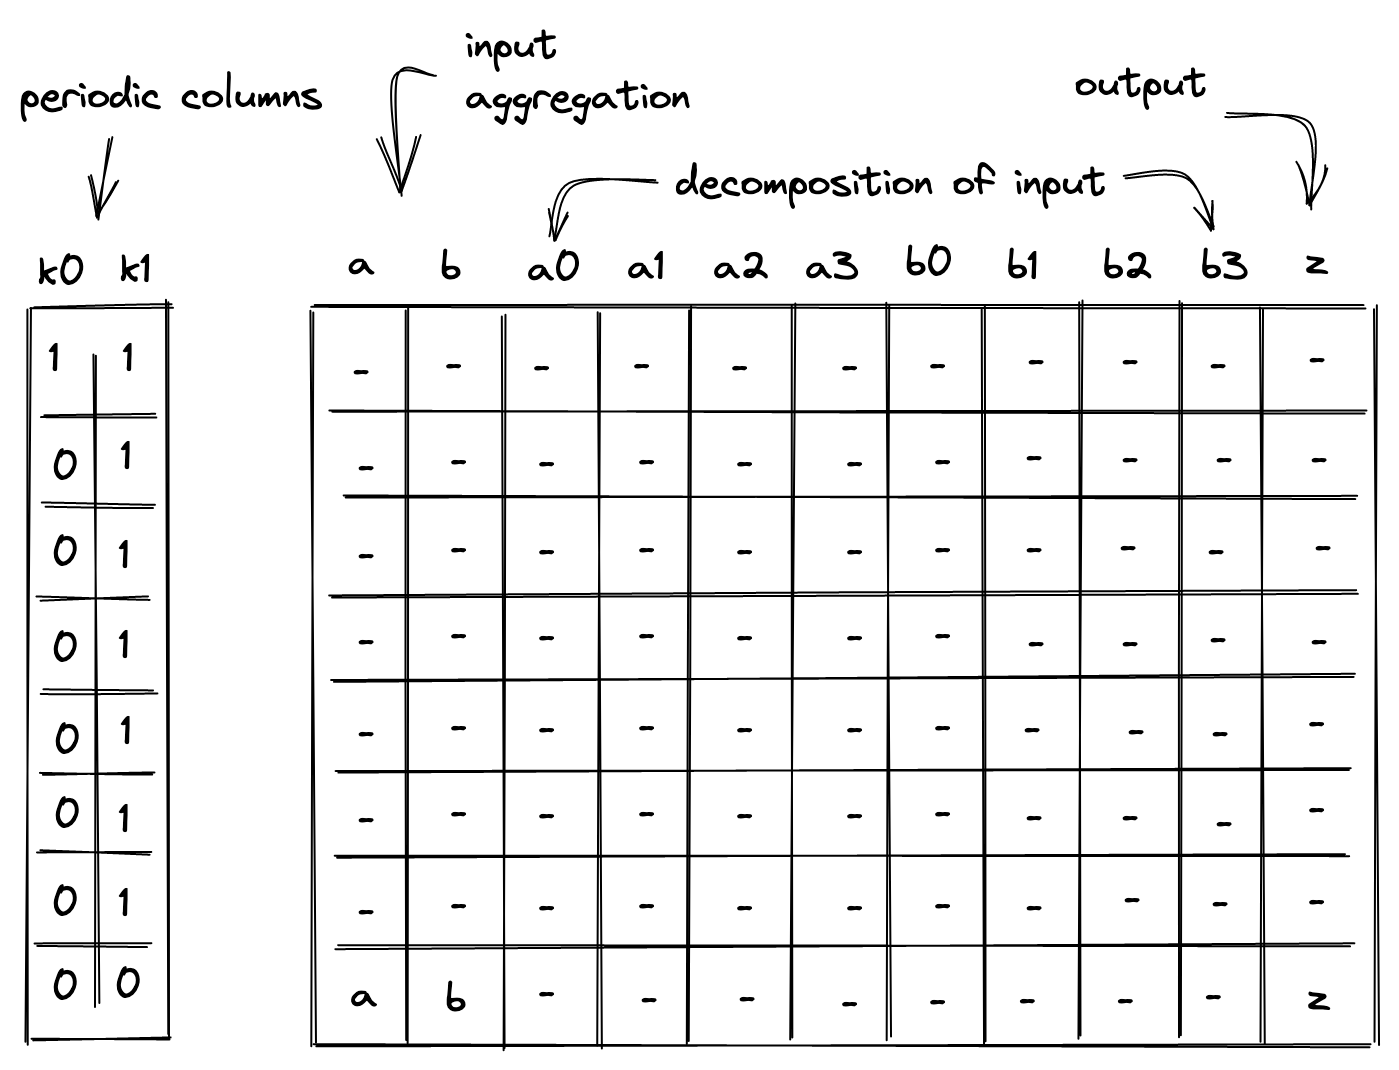 input
periodic columns
aggregation
output
decomposition of input
k0 k1 a b a0 a1 a2 a3 b0 b1 b2 b3 z
1 1 - - - - - - - - - - -
0 1 - - - - - - - - - - -
0 1 - - - - - - - - - - -
0 1 - - - - - - - - - - -
0 1 - - - - - - - - - - -
0 1 - - - - - - - - - - -
0 1 - - - - - - - - - - -
0 0 a b - - - - - - - - z